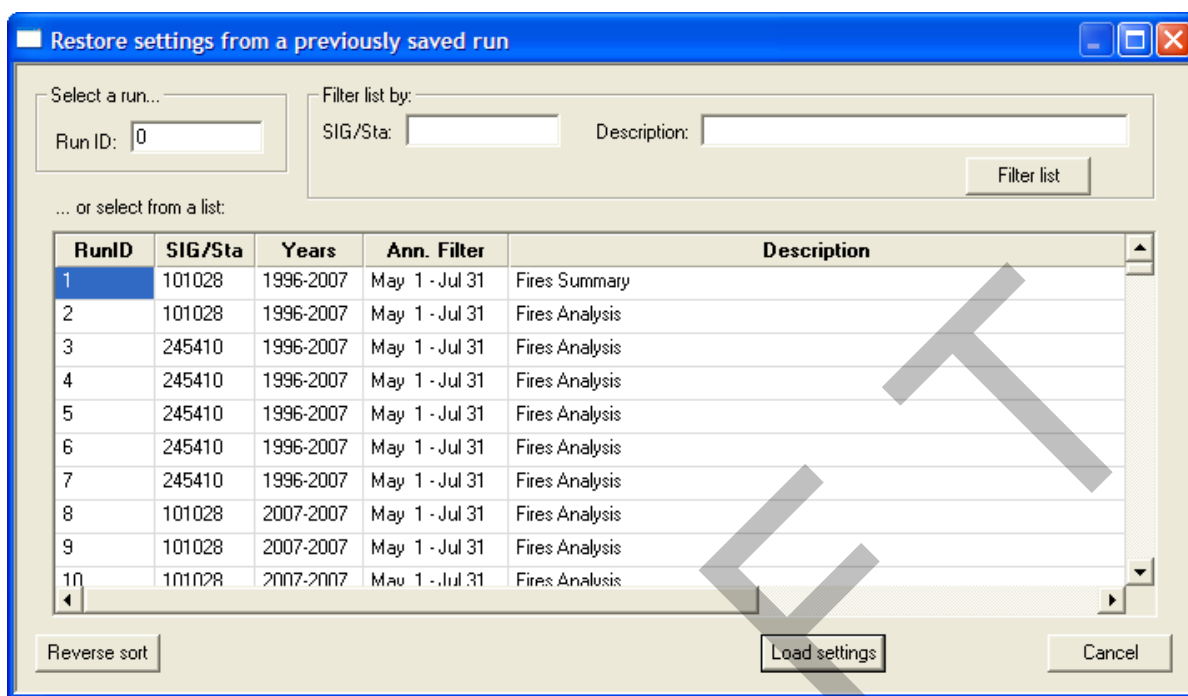 Restore settings from a previously saved run
Select a run...
Filter list by:
Run ID: 0
SIG/Sta:
Description:
Filter list
... or select from a list:
RunID SIG/Sta Years Ann. Filter Description
1 101028 1996-2007 May 1 - Jul 31 Fires Summary
2 101028 1996-2007 May 1 - Jul 31 Fires Analysis
3 245410 1996-2007 May 1 - Jul 31 Fires Analysis
4 245410 1996-2007 May 1 - Jul 31 Fires Analysis
5 245410 1996-2007 May 1 - Jul 31 Fires Analysis
6 245410 1996-2007 May 1 - Jul 31 Fires Analysis
7 245410 1996-2007 May 1 - Jul 31 Fires Analysis
8 101028 2007-2007 May 1 - Jul 31 Fires Analysis
9 101028 2007-2007 May 1 - Jul 31 Fires Analysis
10 101028 2007-2007 May 1 - Jul 31 Fires Analysis
Reverse sort Load settings Cancel
F T